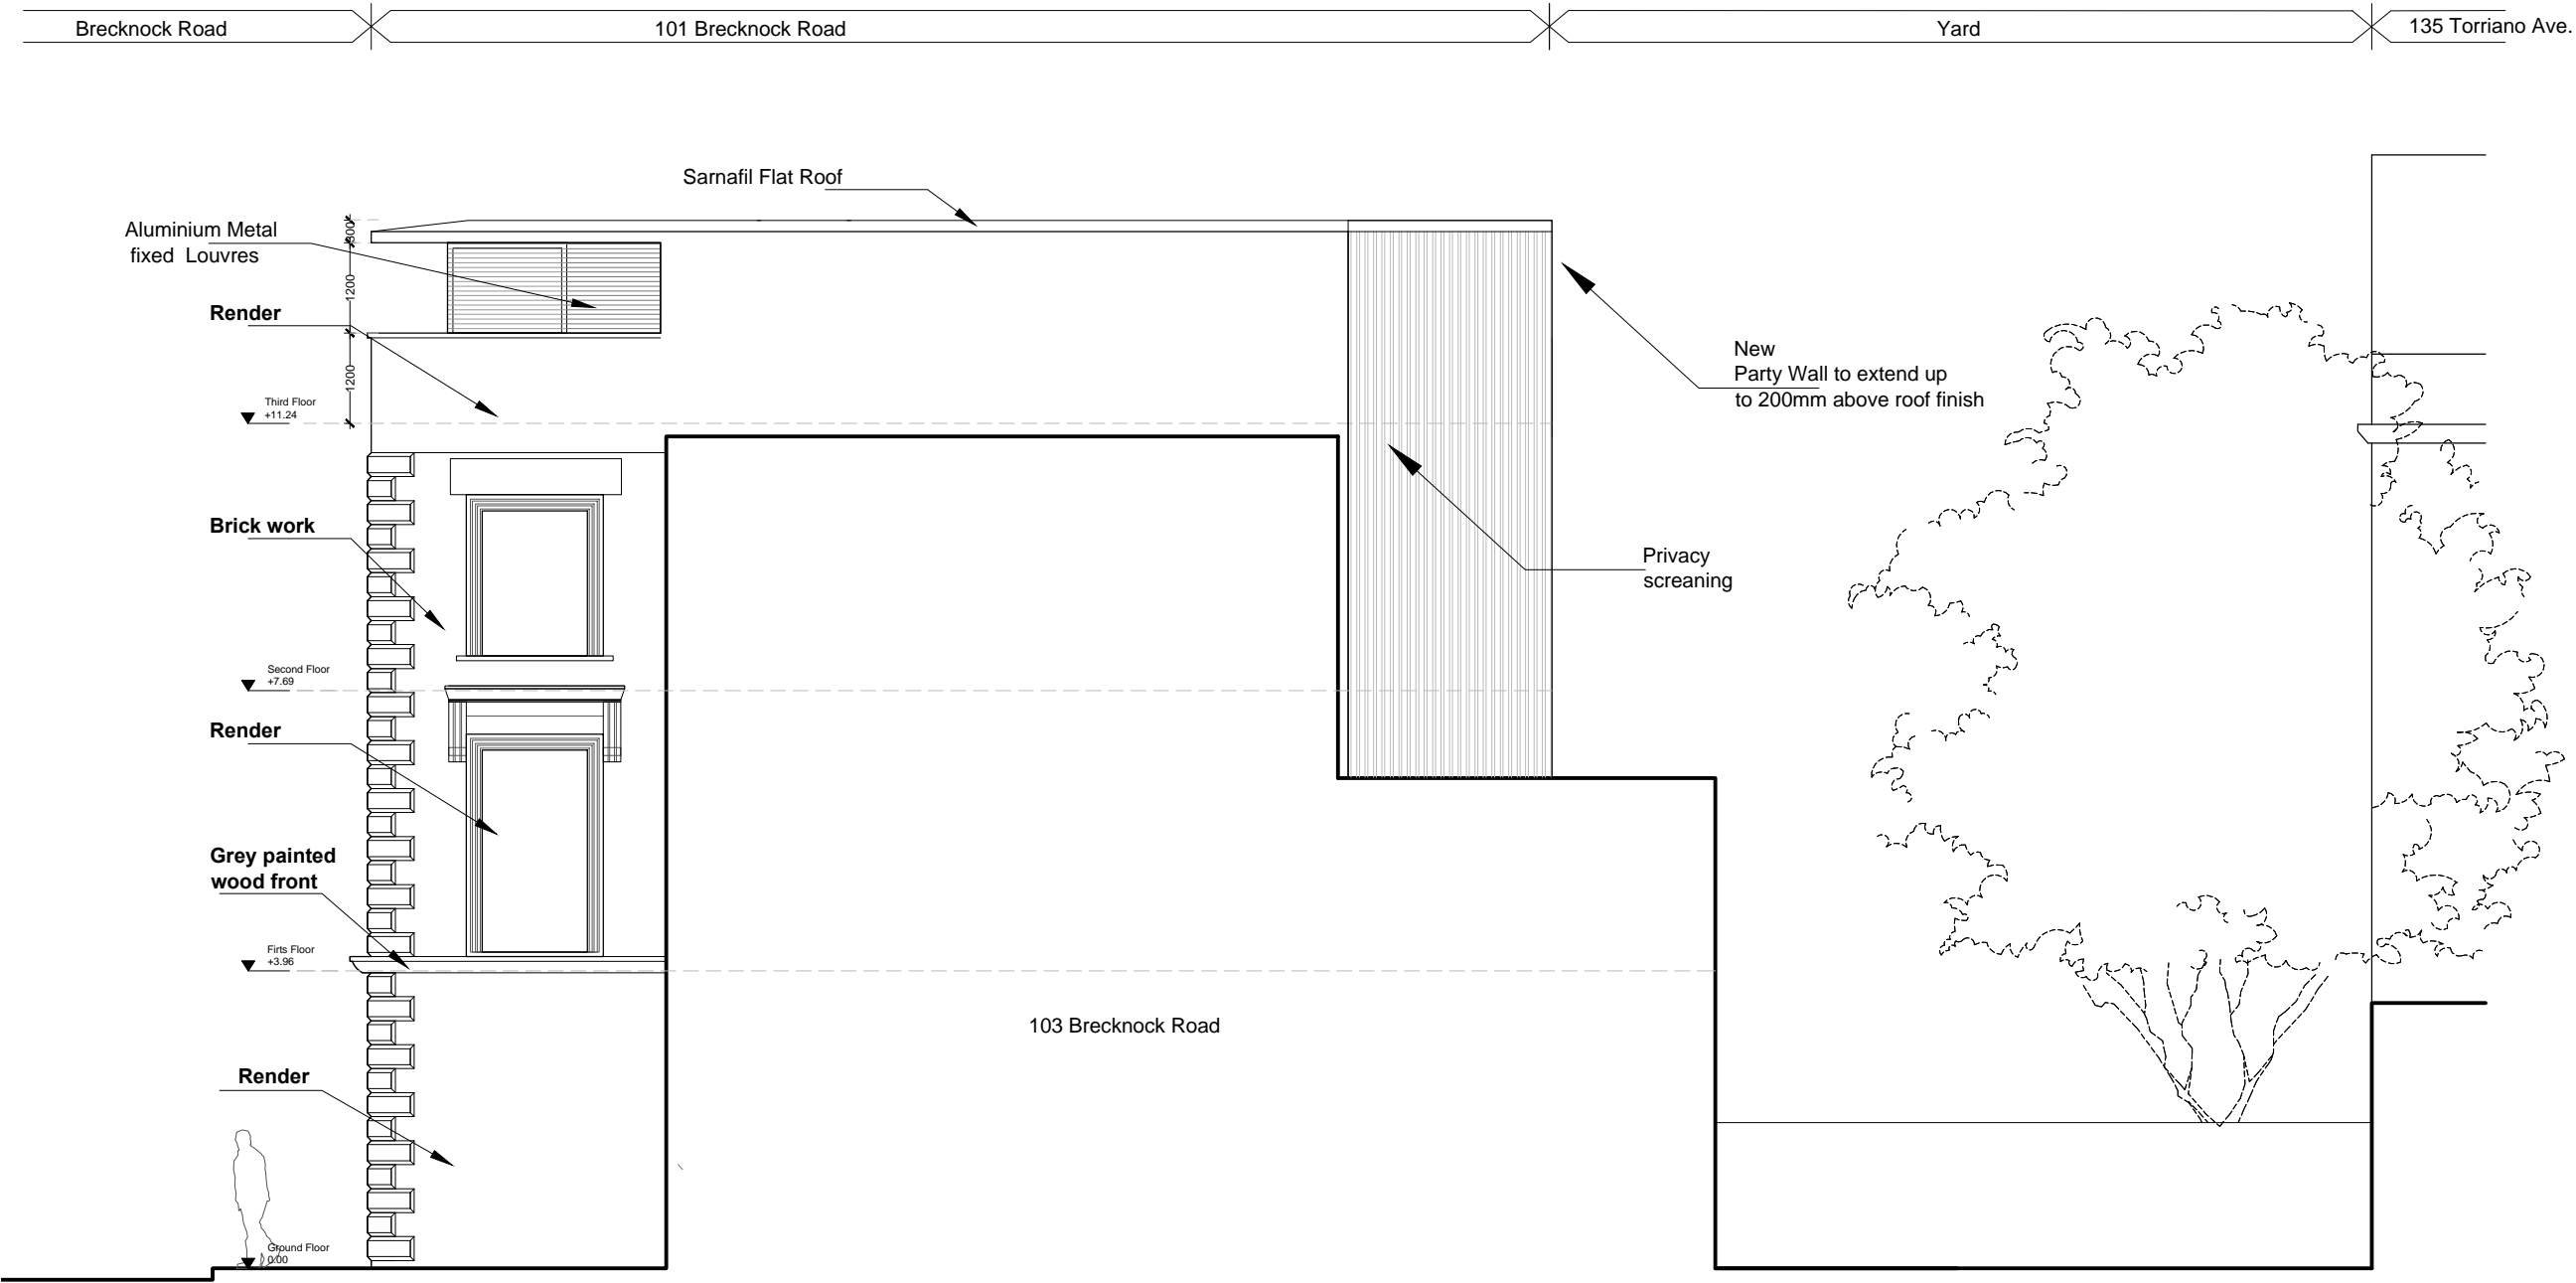 Brecknock Road
101 Brecknock Road
Yard
135 Torriano Ave.
Sarnafil Flat Roof
Aluminium Metal
fixed Louvres
300
1200
Render
1200
New
Party Wall to extend up
to 200mm above roof finish
Third Floor
+11.24
Brick work
Privacy
screaning
Second Floor
+7.69
Render
Grey painted
wood front
Firts Floor
+3.96
103 Brecknock Road
Render
Ground Floor
0.00